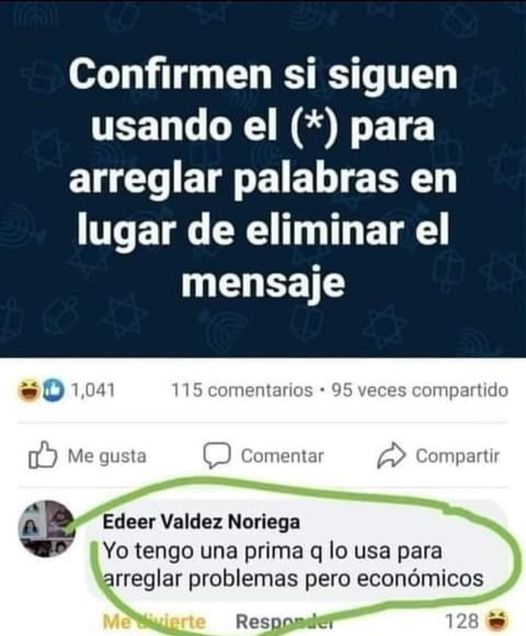 Confirmen si siguen
usando el (*) para
arreglar palabras en
lugar de eliminar el
mensaje
1,041 115 comentarios • 95 veces compartido
Me gusta Comentar Compartir
Edeer Valdez Noriega
Yo tengo una prima q lo usa para
arreglar problemas pero económicos
Me divierte Responder 128